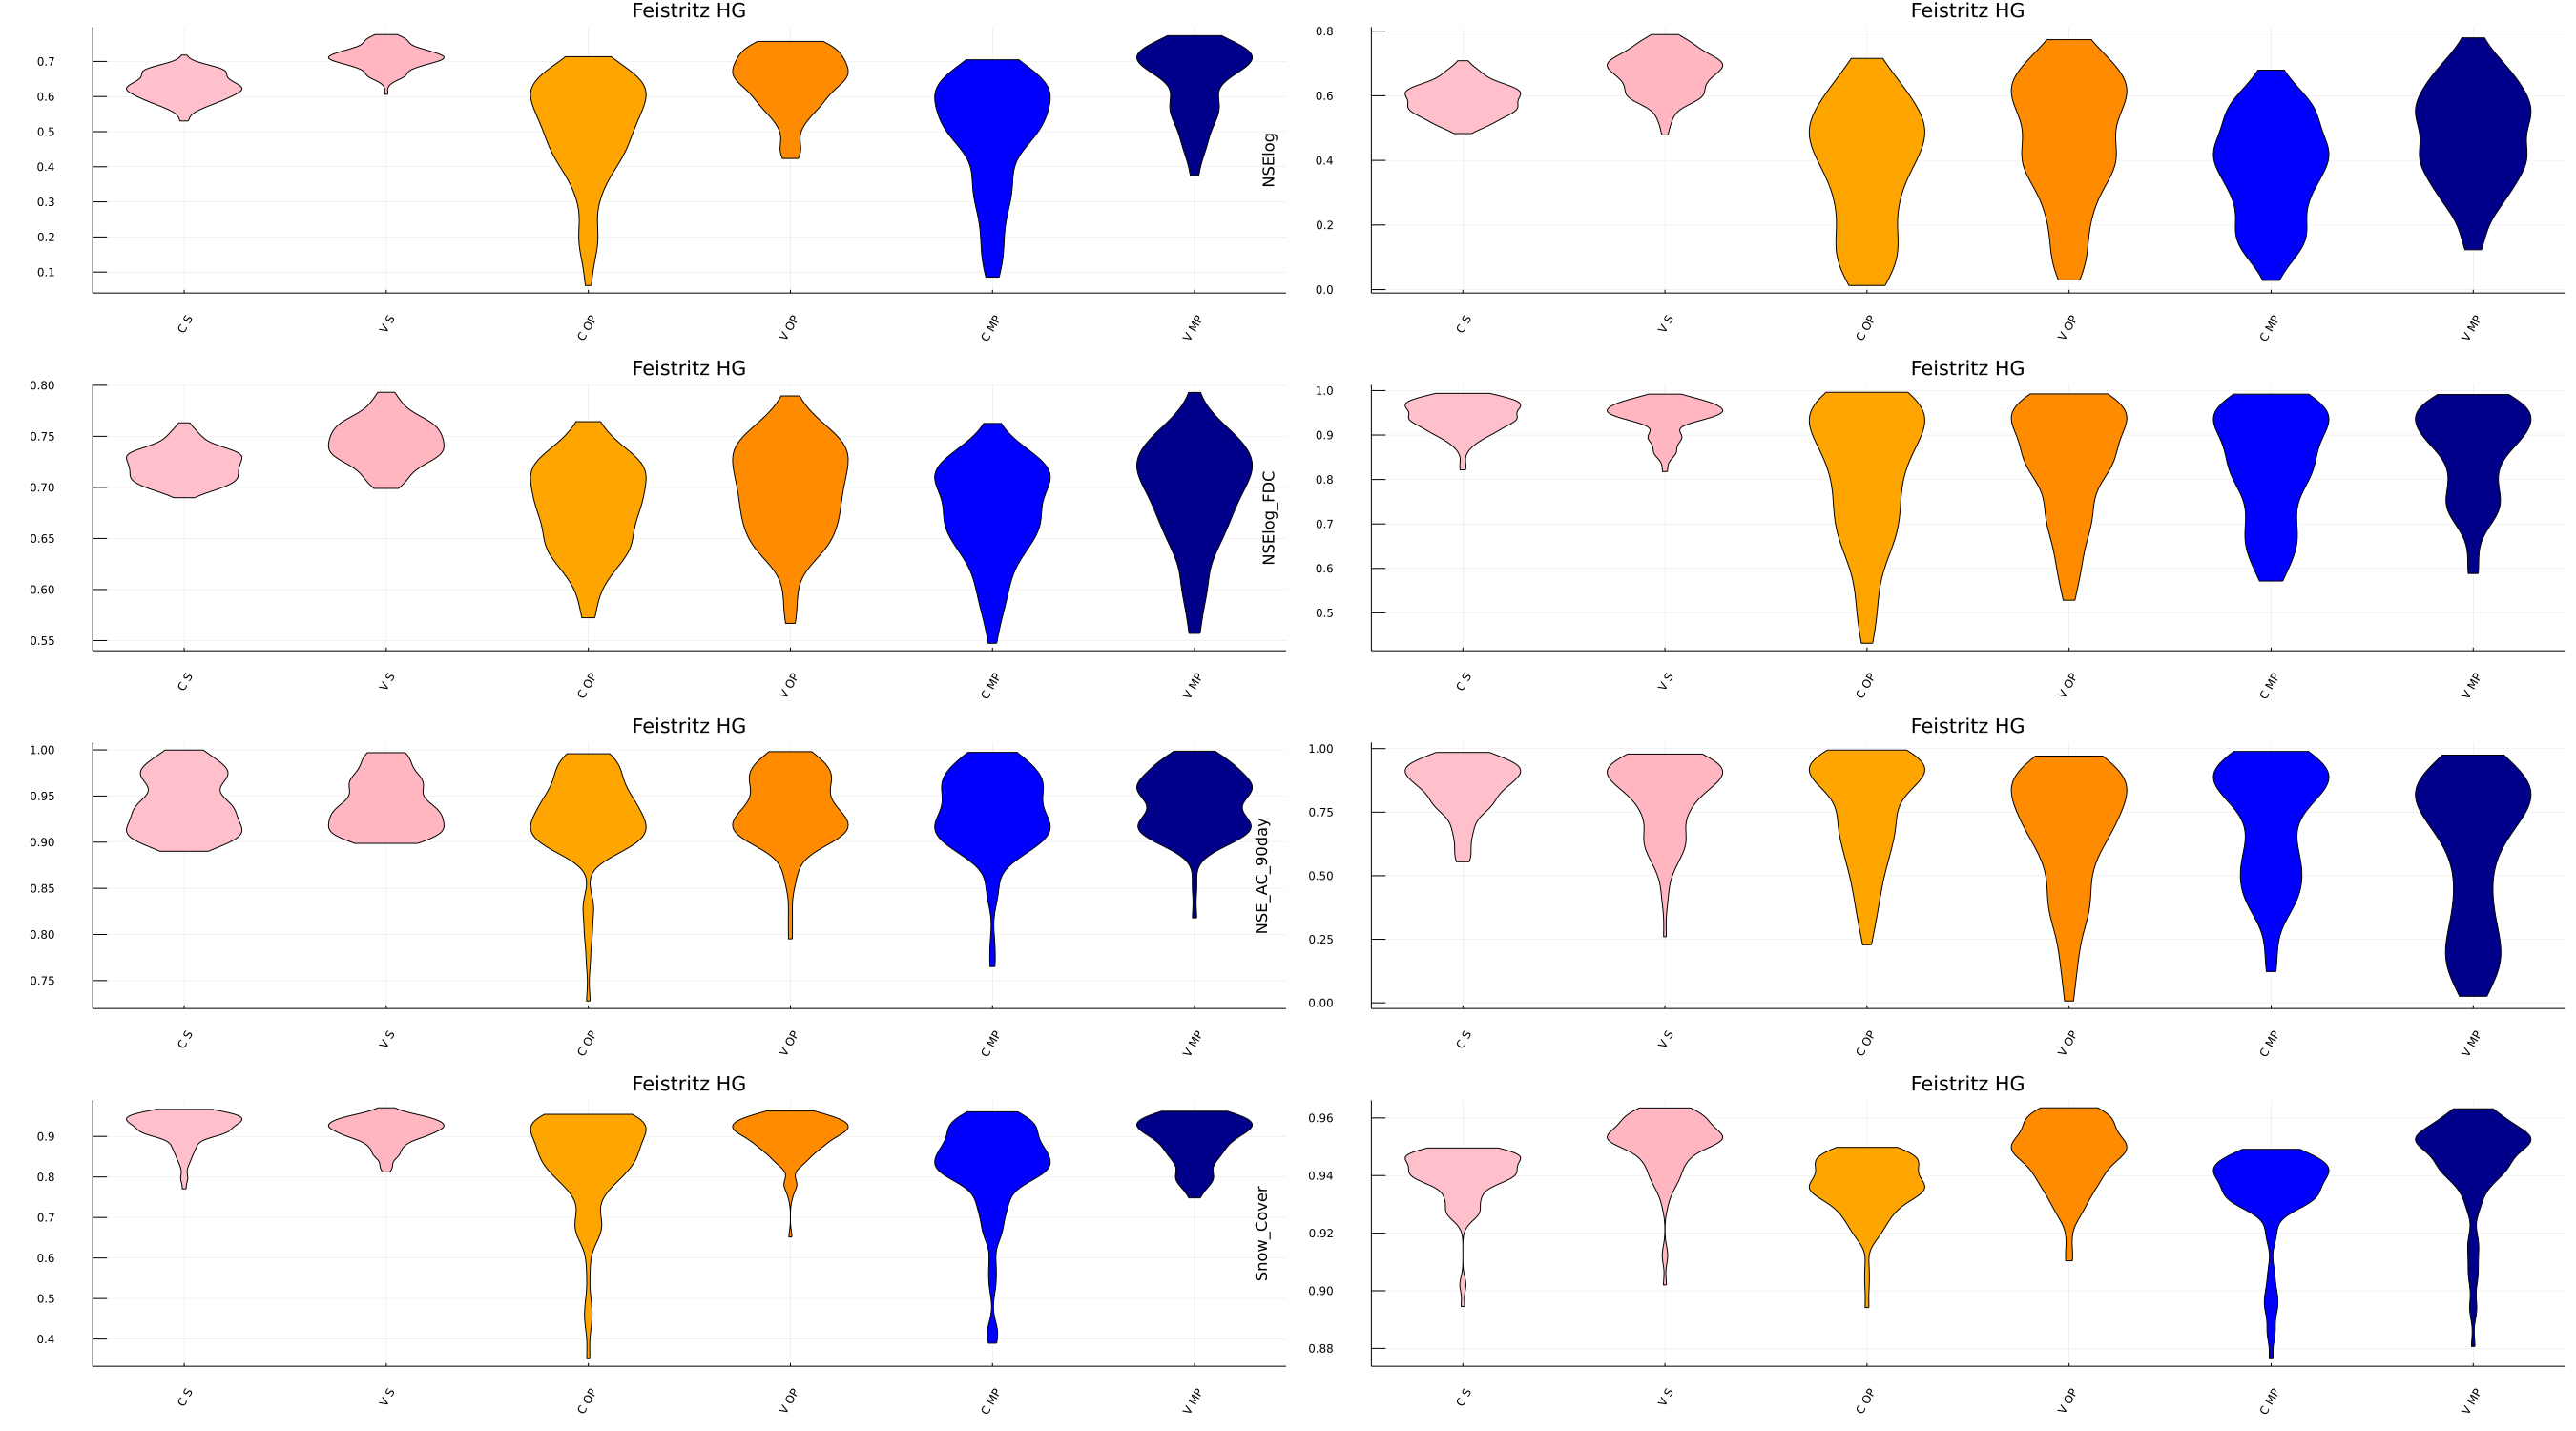 Feistritz HG
0.7
0.6
0.5
0.4
0.3
0.2
0.1
C S
V S
C OP
V OP
C MP
V MP
Feistritz HG
NSElog
0.8
0.6
0.4
0.2
0.0
C S
V S
C OP
V OP
C MP
V MP
Feistritz HG
0.80
0.75
0.70
0.65
0.60
0.55
C S
V S
C OP
V OP
C MP
V MP
Feistritz HG
NSElog_FDC
1.0
0.9
0.8
0.7
0.6
0.5
C S
V S
C OP
V OP
C MP
V MP
Feistritz HG
1.00
0.95
0.90
0.85
0.80
0.75
C S
V S
C OP
V OP
C MP
V MP
Feistritz HG
NSE_AC_90day
1.00
0.75
0.50
0.25
0.00
C S
V S
C OP
V OP
C MP
V MP
Feistritz HG
0.9
0.8
0.7
0.6
0.5
0.4
C S
V S
C OP
V OP
C MP
V MP
Feistritz HG
Snow_Cover
0.96
0.94
0.92
0.90
0.88
C S
V S
C OP
V OP
C MP
V MP